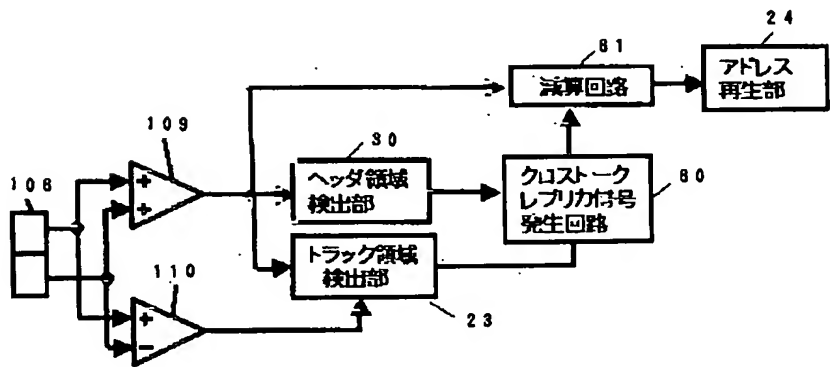 81
24
減算回路
アドレス
再生部
109
30
ヘッダ領域
検出部
クロストーク
レプリカ信号
発生回路
60
108
+
+
トラック領域
検出部
110
23
+
−